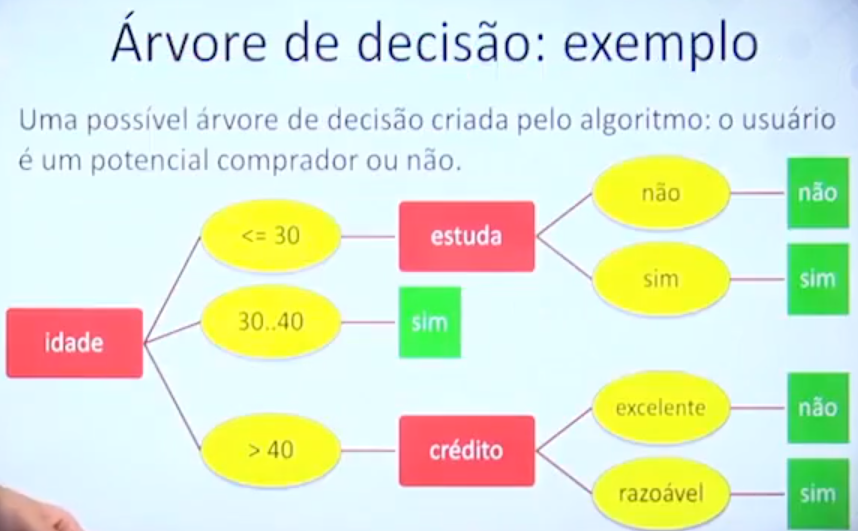 Árvore de decisão: exemplo
Uma possível árvore de decisão criada pelo algoritmo: o usuário
é um potencial comprador ou não.
idade
<= 30
estuda
não
não
sim
sim
30..40
sim
> 40
crédito
excelente
não
razoável
sim